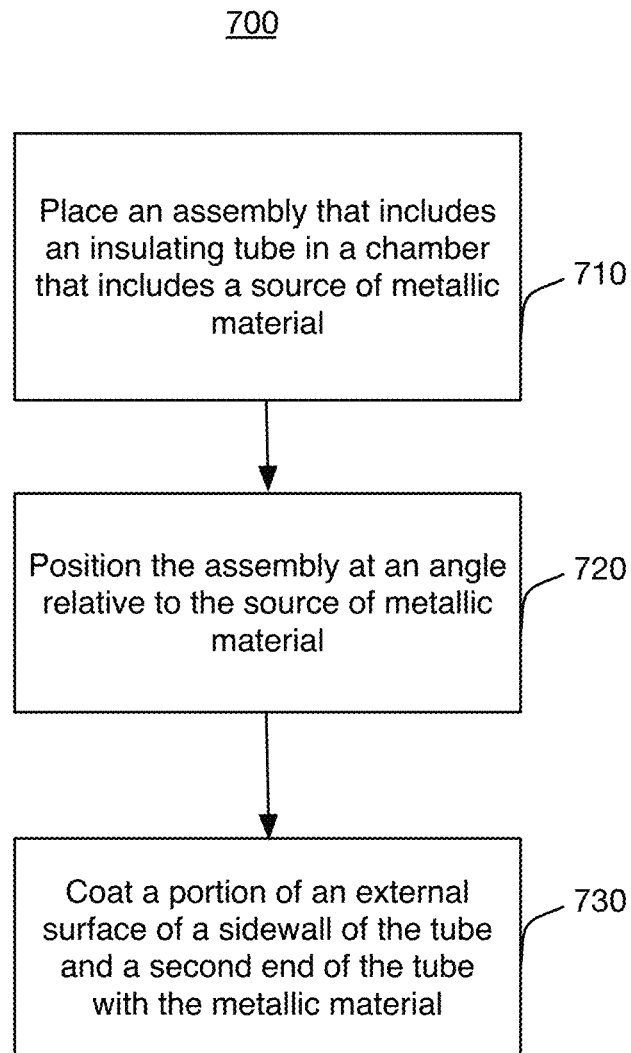 700
Place an assembly that includes
an insulating tube in a chamber
that includes a source of metallic
material
710
Position the assembly at an angle
relative to the source of metallic
material
720
Coat a portion of an external
surface of a sidewall of the tube
and a second end of the tube
with the metallic material
730